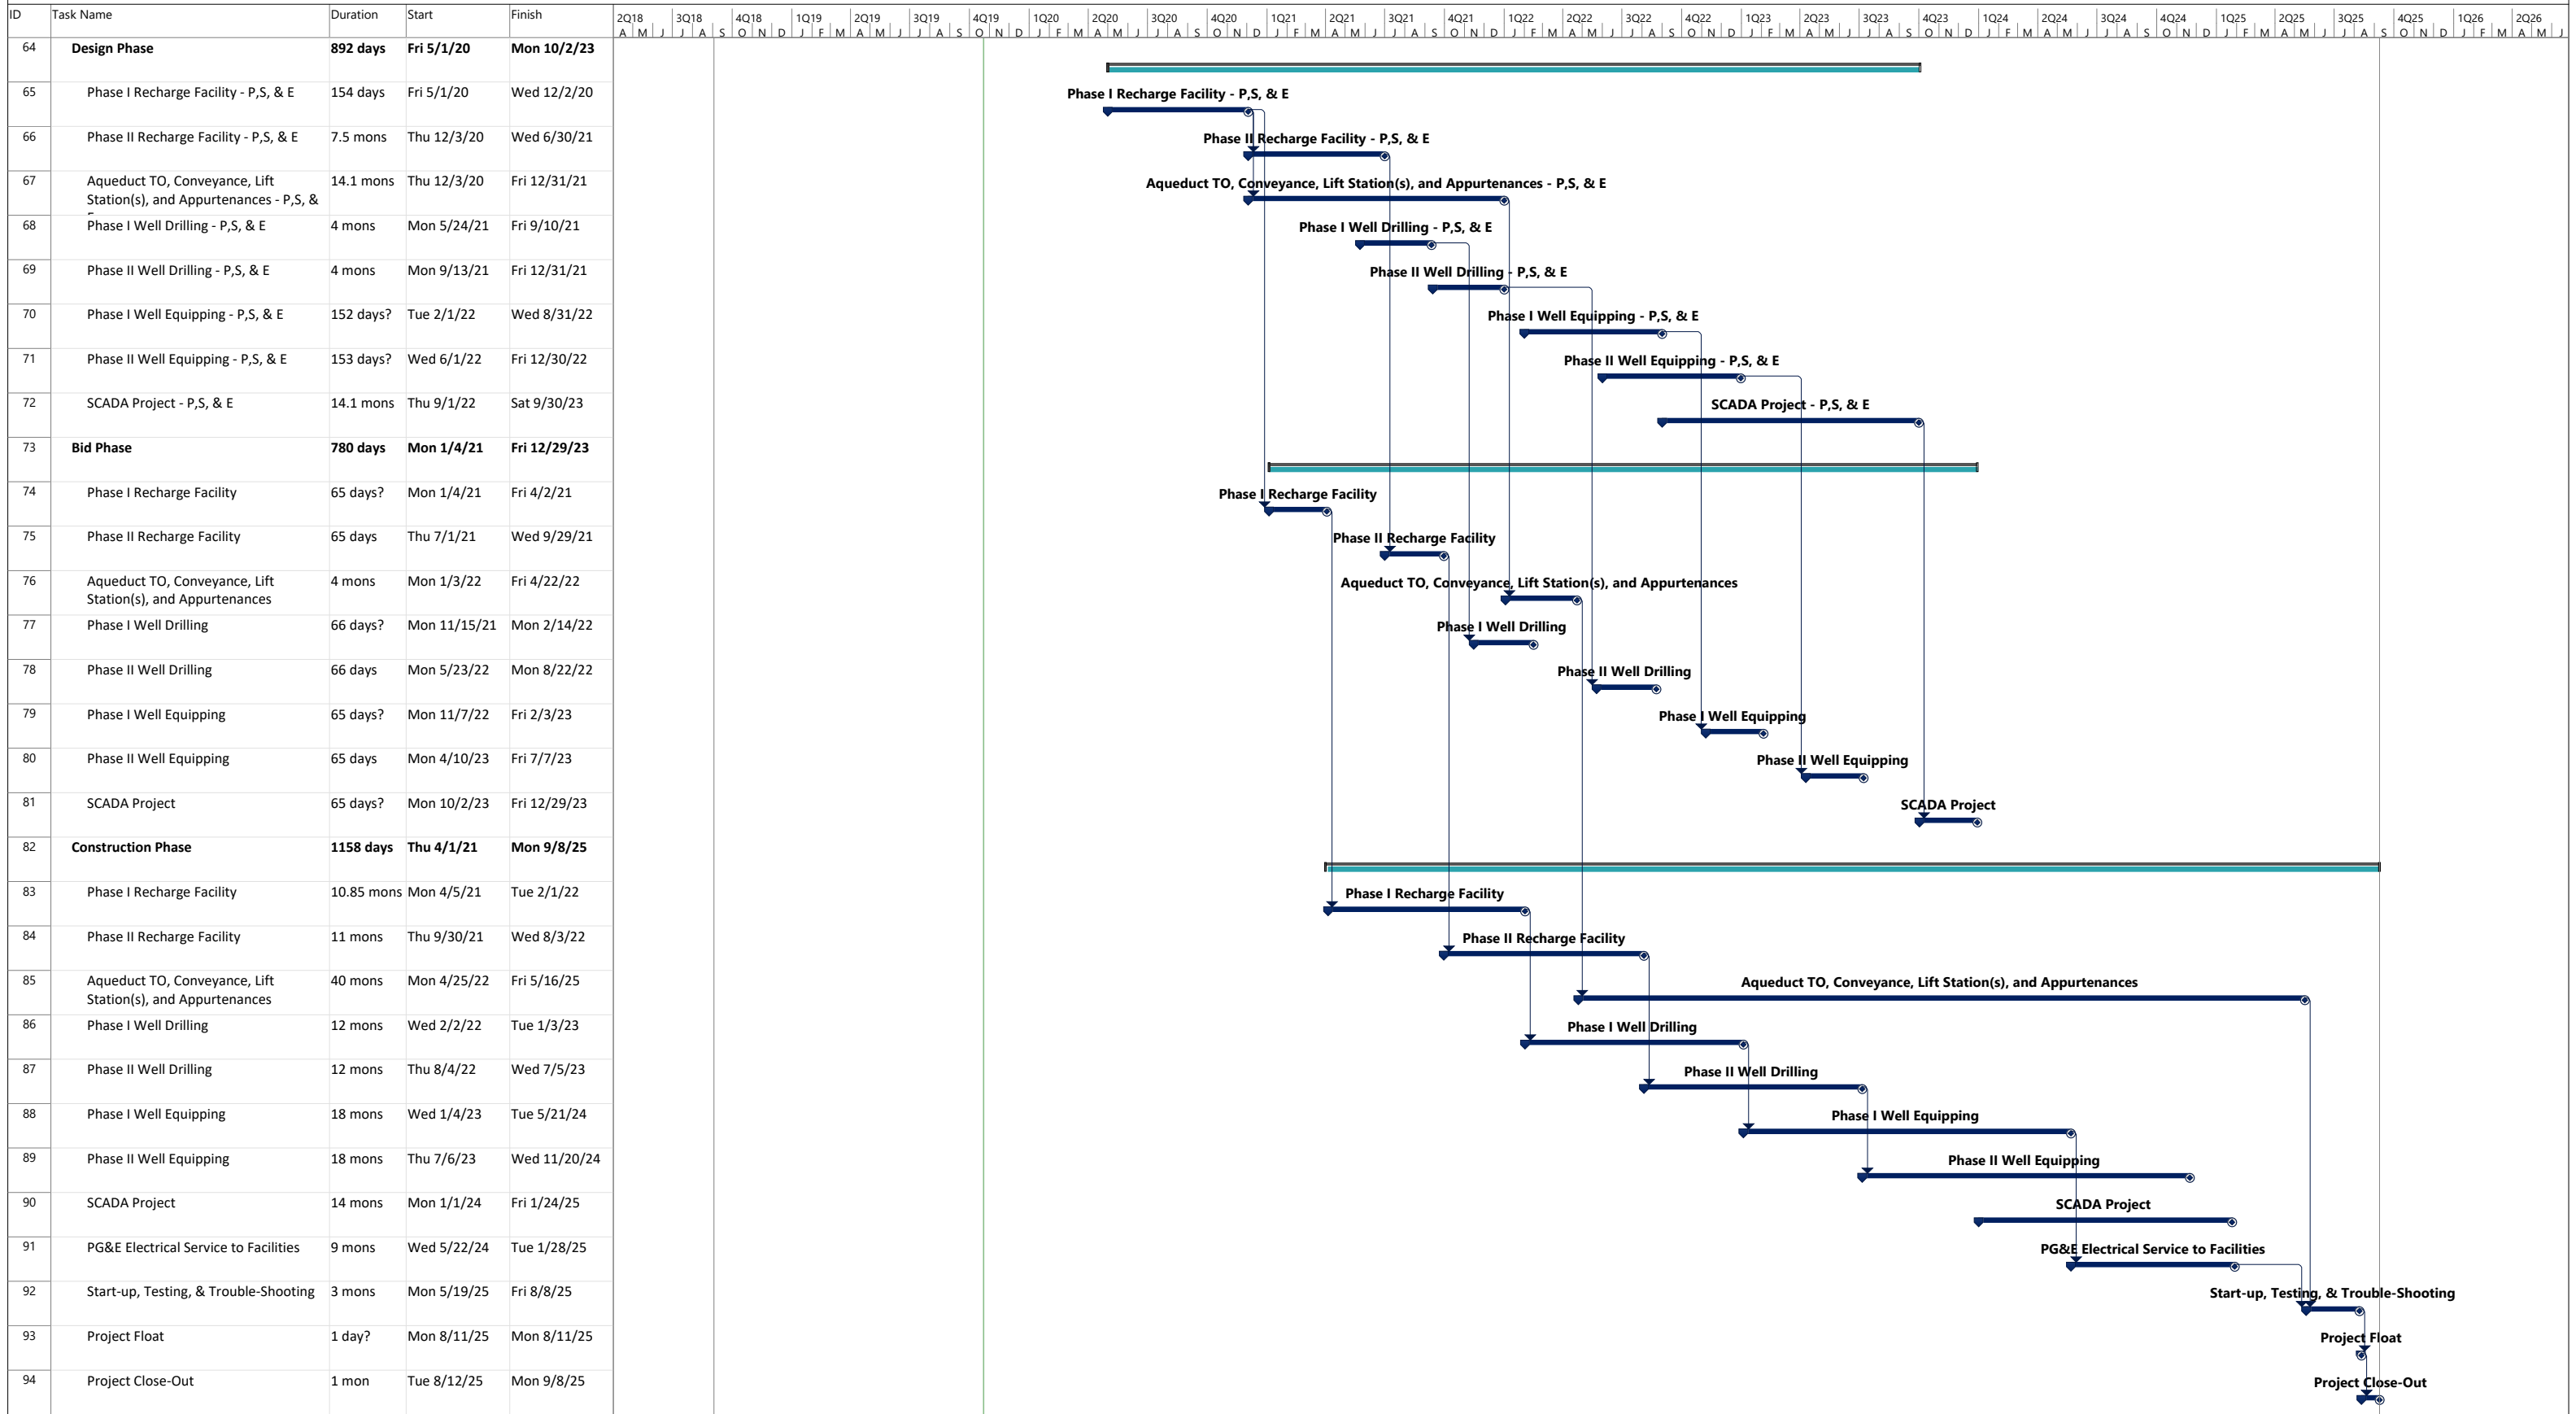 ID Task Name Duration Start Finish 2Q18 3Q18 4Q18 1Q19 2Q19 3Q19 4Q19 1Q20 2Q20 3Q20 4Q20 1Q21 2Q21 3Q21 4Q21 1Q22 2Q22 3Q22 4Q22 1Q23 2Q23 3Q23 4Q23 1Q24 2Q24 3Q24 4Q24 1Q25 2Q25 3Q25 4Q25 1Q26 2Q26
A M J J A S O N D J F M A M J J A S O N D J F M A M J J A S O N D J F M A M J J A S O N D J F M A M J J A S O N D J F M A M J J A S O N D J F M A M J J A S O N D J F M A M J J A S O N D J F M A M J
64 Design Phase 892 days Fri 5/1/20 Mon 10/2/23
65 Phase I Recharge Facility - P,S, & E 154 days Fri 5/1/20 Wed 12/2/20
Phase I Recharge Facility - P,S, & E
66 Phase II Recharge Facility - P,S, & E 7.5 mons Thu 12/3/20 Wed 6/30/21
Phase II Recharge Facility - P,S, & E
67 Aqueduct TO, Conveyance, Lift 14.1 mons Thu 12/3/20 Fri 12/31/21
Station(s), and Appurtenances - P,S, &
Aqueduct TO, Conveyance, Lift Station(s), and Appurtenances - P,S, & E
68 Phase I Well Drilling - P,S, & E 4 mons Mon 5/24/21 Fri 9/10/21
Phase I Well Drilling - P,S, & E
69 Phase II Well Drilling - P,S, & E 4 mons Mon 9/13/21 Fri 12/31/21
Phase II Well Drilling - P,S, & E
70 Phase I Well Equipping - P,S, & E 152 days? Tue 2/1/22 Wed 8/31/22
Phase I Well Equipping - P,S, & E
71 Phase II Well Equipping - P,S, & E 153 days? Wed 6/1/22 Fri 12/30/22
Phase II Well Equipping - P,S, & E
72 SCADA Project - P,S, & E 14.1 mons Thu 9/1/22 Sat 9/30/23
SCADA Project - P,S, & E
73 Bid Phase 780 days Mon 1/4/21 Fri 12/29/23
74 Phase I Recharge Facility 65 days? Mon 1/4/21 Fri 4/2/21
Phase I Recharge Facility
75 Phase II Recharge Facility 65 days Thu 7/1/21 Wed 9/29/21
Phase II Recharge Facility
76 Aqueduct TO, Conveyance, Lift 4 mons Mon 1/3/22 Fri 4/22/22
Station(s), and Appurtenances
Aqueduct TO, Conveyance, Lift Station(s), and Appurtenances
77 Phase I Well Drilling 66 days? Mon 11/15/21 Mon 2/14/22
Phase I Well Drilling
78 Phase II Well Drilling 66 days Mon 5/23/22 Mon 8/22/22
Phase II Well Drilling
79 Phase I Well Equipping 65 days? Mon 11/7/22 Fri 2/3/23
Phase I Well Equipping
80 Phase II Well Equipping 65 days Mon 4/10/23 Fri 7/7/23
Phase II Well Equipping
81 SCADA Project 65 days? Mon 10/2/23 Fri 12/29/23
SCADA Project
82 Construction Phase 1158 days Thu 4/1/21 Mon 9/8/25
83 Phase I Recharge Facility 10.85 mons Mon 4/5/21 Tue 2/1/22
Phase I Recharge Facility
84 Phase II Recharge Facility 11 mons Thu 9/30/21 Wed 8/3/22
Phase II Recharge Facility
85 Aqueduct TO, Conveyance, Lift 40 mons Mon 4/25/22 Fri 5/16/25
Station(s), and Appurtenances
Aqueduct TO, Conveyance, Lift Station(s), and Appurtenances
86 Phase I Well Drilling 12 mons Wed 2/2/22 Tue 1/3/23
Phase I Well Drilling
87 Phase II Well Drilling 12 mons Thu 8/4/22 Wed 7/5/23
Phase II Well Drilling
88 Phase I Well Equipping 18 mons Wed 1/4/23 Tue 5/21/24
Phase I Well Equipping
89 Phase II Well Equipping 18 mons Thu 7/6/23 Wed 11/20/24
Phase II Well Equipping
90 SCADA Project 14 mons Mon 1/1/24 Fri 1/24/25
SCADA Project
91 PG&E Electrical Service to Facilities 9 mons Wed 5/22/24 Tue 1/28/25
PG&E Electrical Service to Facilities
92 Start-up, Testing, & Trouble-Shooting 3 mons Mon 5/19/25 Fri 8/8/25
Start-up, Testing, & Trouble-Shooting
93 Project Float 1 day? Mon 8/11/25 Mon 8/11/25
Project Float
94 Project Close-Out 1 mon Tue 8/12/25 Mon 9/8/25
Project Close-Out